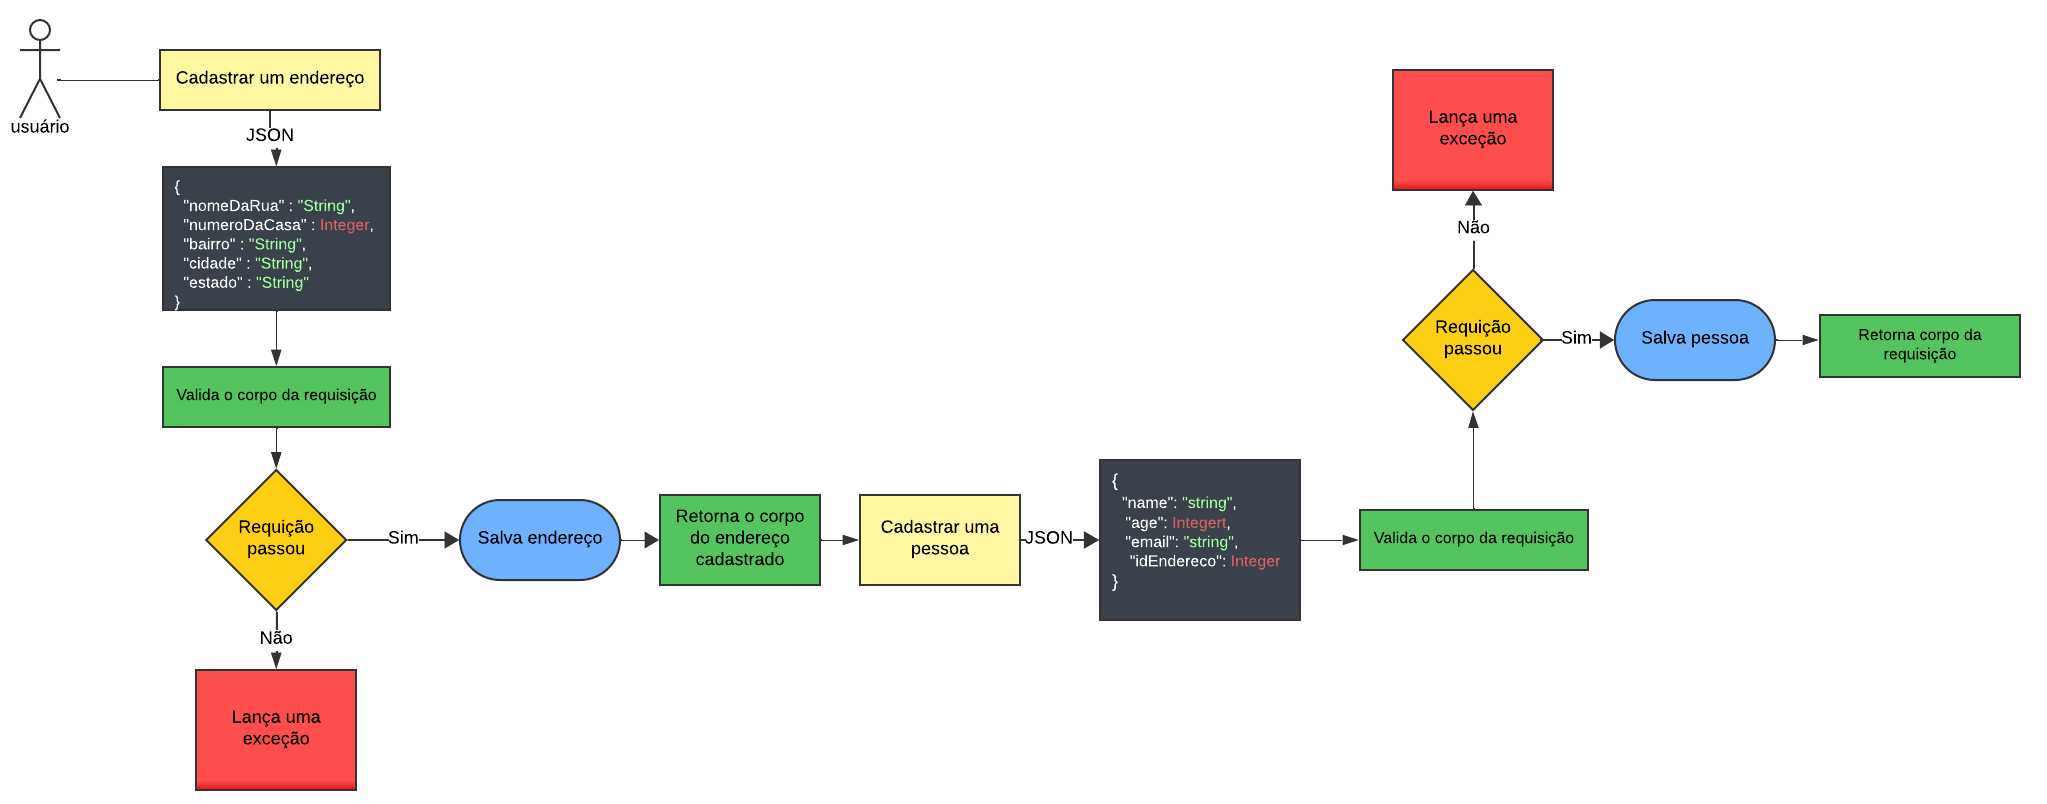 usuário
Cadastrar um endereço
JSON
{
"nomeDaRua" : "String",
"numeroDaCasa" : Integer,
"bairro" : "String",
"cidade" : "String",
"estado" : "String"
}
Valida o corpo da requisição
Requição
passou
Não
Lança uma
exceção
Sim
Salva endereço
Retorna o corpo
do endereço
cadastrado
Cadastrar uma
pessoa
JSON
{
"name": "string",
"age": Integert,
"email": "string",
"idEndereco": Integer
}
Valida o corpo da requisição
Requição
passou
Não
Lança uma
exceção
Sim
Salva pessoa
Retorna corpo da
requisição